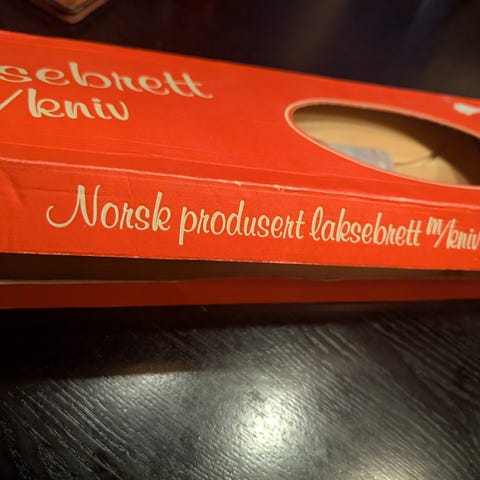 sebrett
/kniv
Norsk produsert laksebrett m/kniv